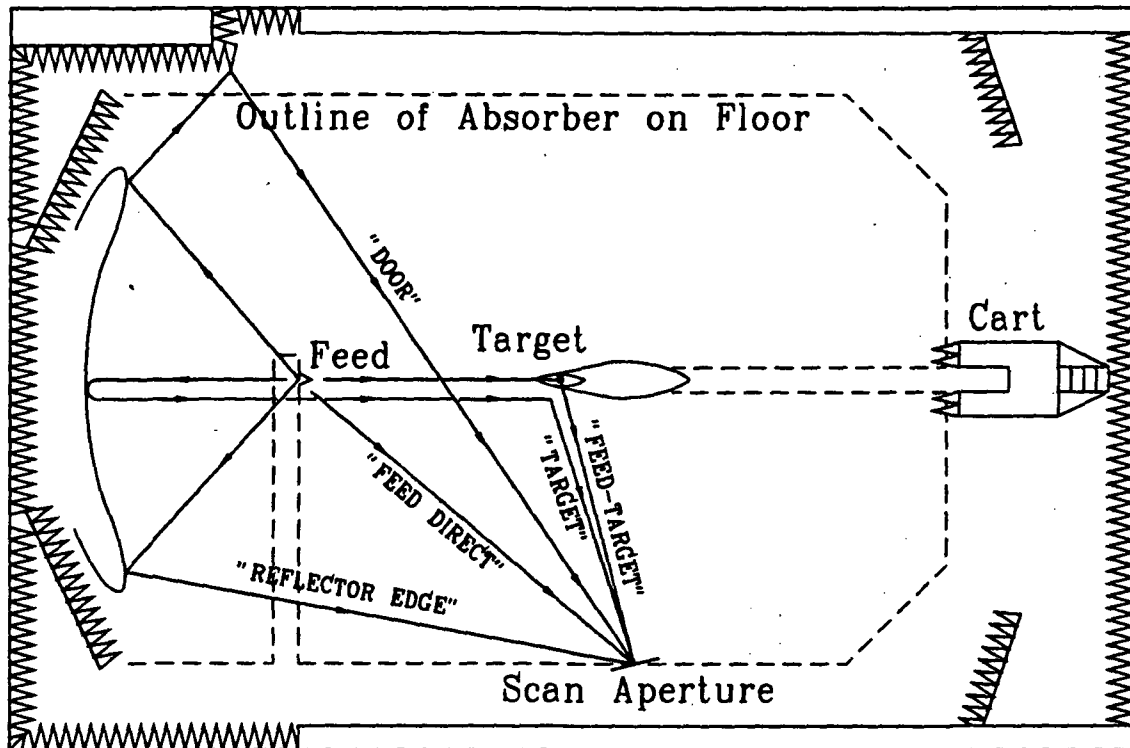 Outline of Absorber on Floor
"DOOR"
Feed
Target
Cart
"FEED DIRECT"
"TARGET"
"FEED-TARGET"
"REFLECTOR EDGE"
Scan Aperture